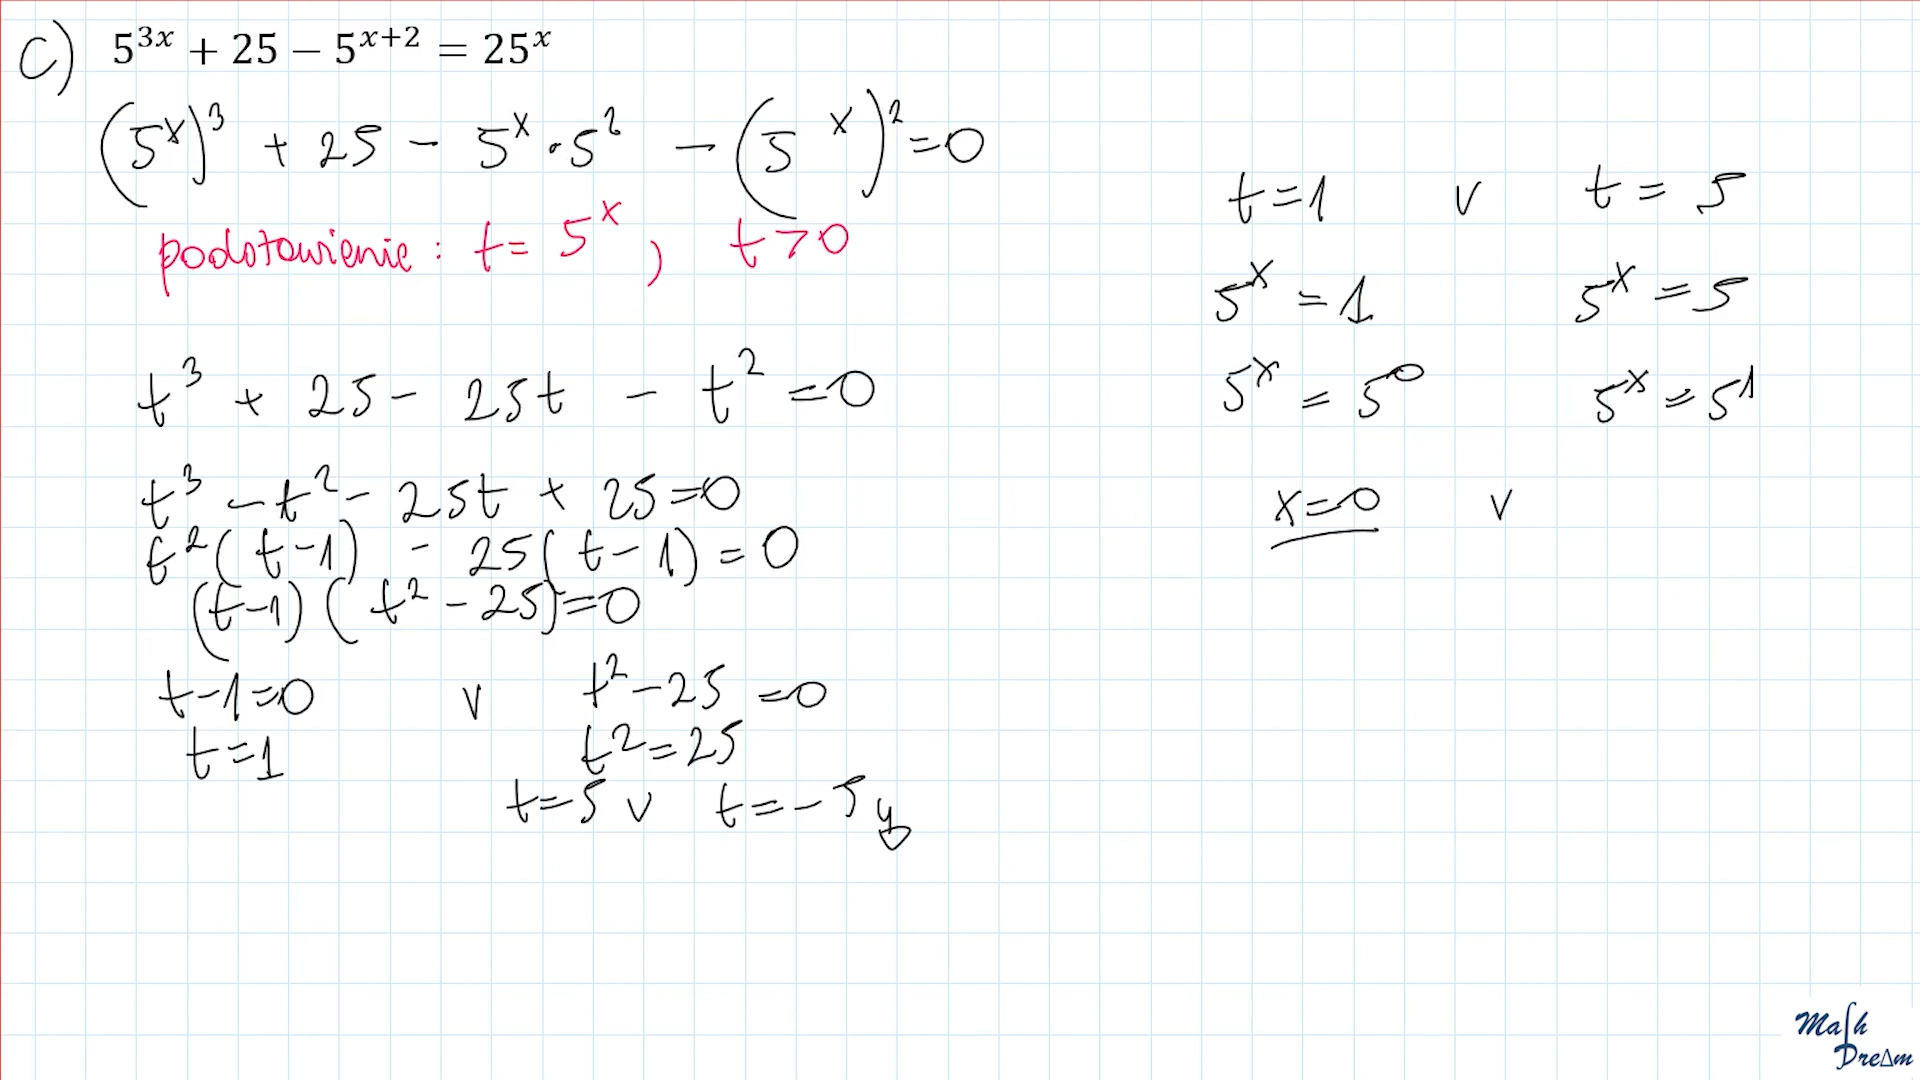 C) 5^{3x} + 25 − 5^{x+2} = 25^x
(5^x)^3 + 25 - 5^x · 5^2 - (5^x)^2 = 0
podstawienie: t = 5^x, t > 0
t^3 + 25 - 25t - t^2 = 0
t^3 - t^2 - 25t + 25 = 0
t^2(t-1) - 25(t-1) = 0
(t-1)(t^2 - 25) = 0
t-1=0 v t^2-25=0
t=1 t^2=25
t=5 v t=-5
t=1 v t=5
5^x = 1 5^x = 5
5^x = 5^0 5^x = 5^1
x=0 v
Ma∫h
Dre∆m